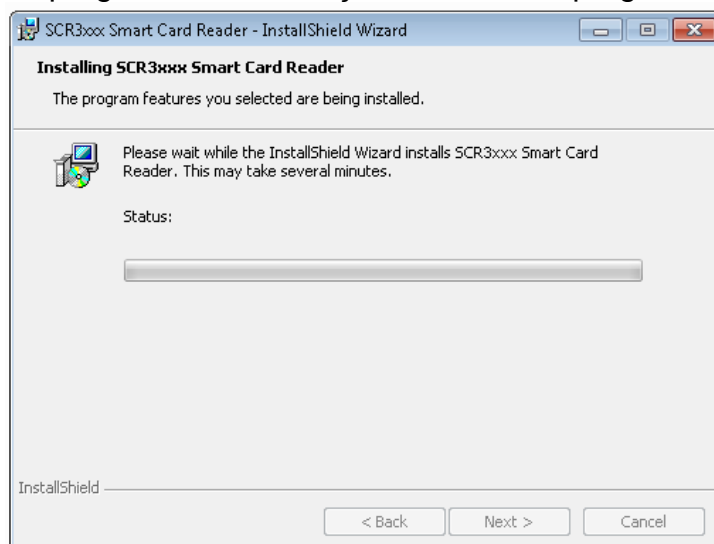 SCR3xxx Smart Card Reader - InstallShield Wizard
Installing SCR3xxx Smart Card Reader
The program features you selected are being installed.
Please wait while the InstallShield Wizard installs SCR3xxx Smart Card
Reader. This may take several minutes.
Status:
InstallShield
< Back
Next >
Cancel